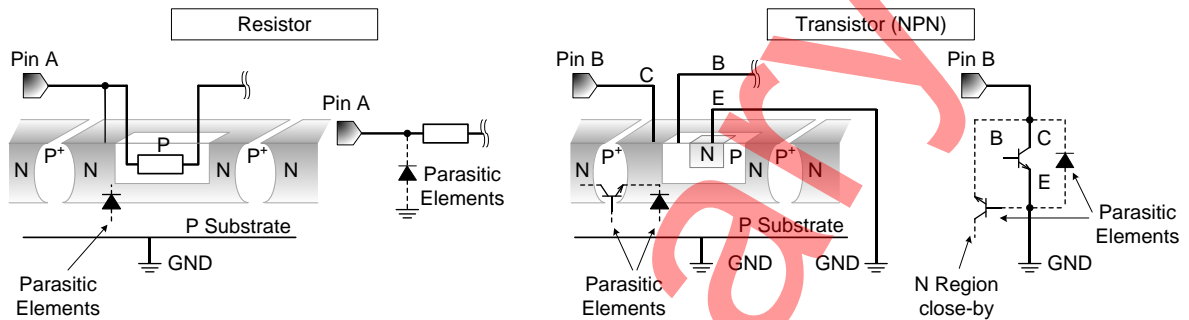 Resistor
Pin A
N
P+
N
P
N
P+
N
Parasitic
Elements
P Substrate
GND
Pin A
Parasitic
Elements
Transistor (NPN)
Pin B
C
B
E
N
P+
N
N
P
N
P+
N
P Substrate
Parasitic
Elements
GND
GND
Pin B
B
C
E
Parasitic
Elements
GND
N Region
close-by
ary